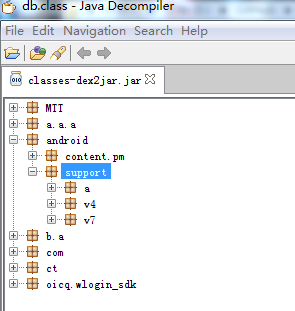 db.class - Java Decompiler
File Edit Navigation Search Help
classes-dex2jar.jar
MTT
a.a.a
android
content.pm
support
a
v4
v7
b.a
com
ct
oicq.wlogin_sdk